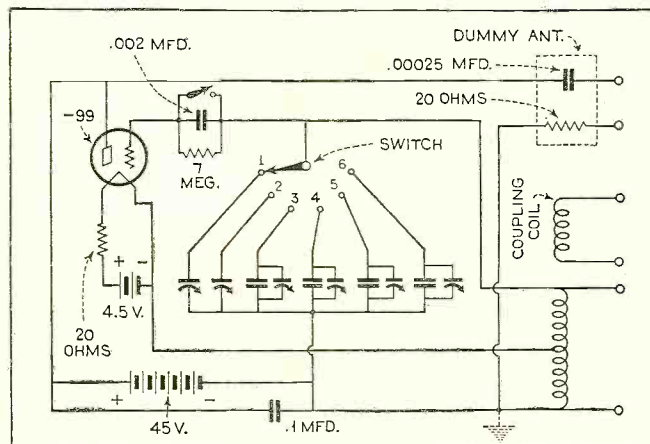 DUMMY ANT.
.002 MFD.
.00025 MFD.
20 OHMS
-99
7
MEG.
SWITCH
1
2
3
4
5
6
COUPLING
COIL
+ -
4.5 V.
20
OHMS
+ -
45 V.
.1 MFD.